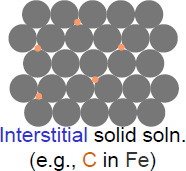 Interstitial solid soln.
(e.g., C in Fe)